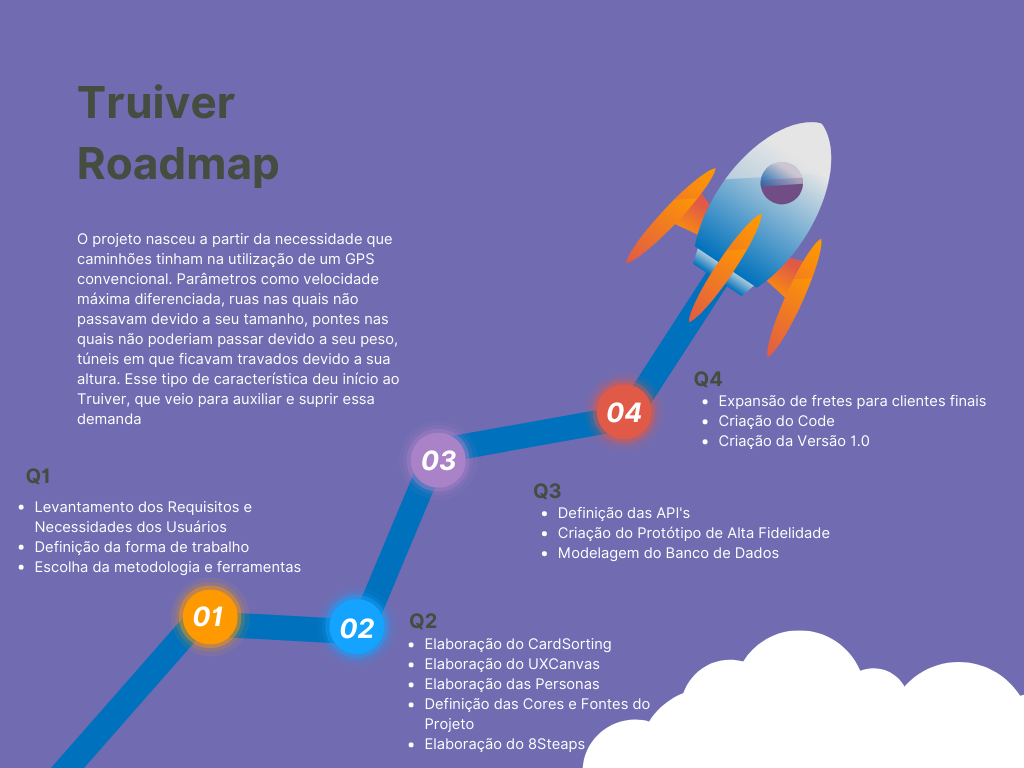 Truiver
Roadmap
O projeto nasceu a partir da necessidade que
caminhões tinham na utilização de um GPS
convencional. Parâmetros como velocidade
máxima diferenciada, ruas nas quais não
passavam devido a seu tamanho, pontes nas
quais não poderiam passar devido a seu peso,
túneis em que ficavam travados devido a sua
altura. Esse tipo de característica deu início ao
Truiver, que veio para auxiliar e suprir essa
demanda
Q1
• Levantamento dos Requisitos e
Necessidades dos Usuários
• Definição da forma de trabalho
• Escolha da metodologia e ferramentas
01
02
Q2
• Elaboração do CardSorting
• Elaboração do UXCanvas
• Elaboração das Personas
• Definição das Cores e Fontes do
Projeto
• Elaboração do 8Steaps
03
Q3
• Definição das API's
• Criação do Protótipo de Alta Fidelidade
• Modelagem do Banco de Dados
04
Q4
• Expansão de fretes para clientes finais
• Criação do Code
• Criação da Versão 1.0